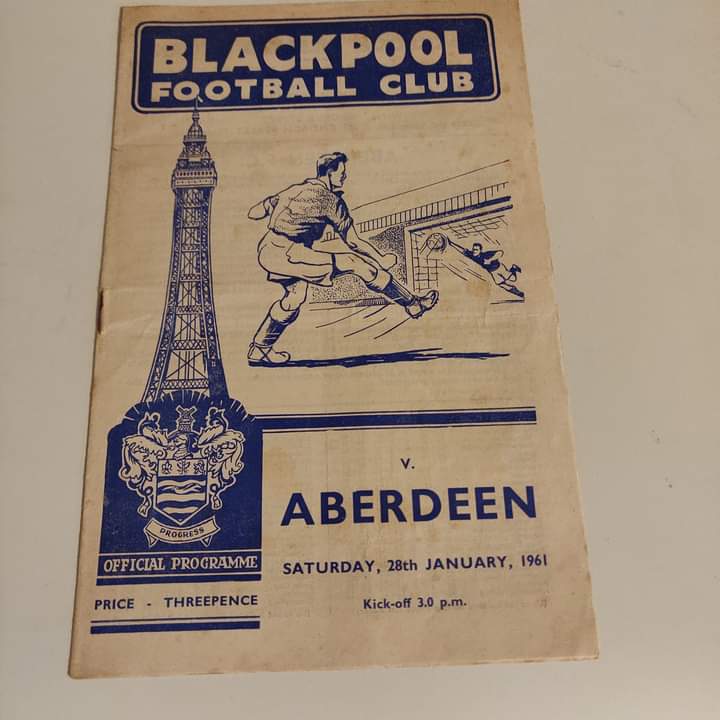 BLACKPOOL
FOOTBALL CLUB
V.
ABERDEEN
SATURDAY, 28th JANUARY, 1961
Kick-off 3.0 p.m.
PROGRESS
OFFICIAL PROGRAMME
PRICE - THREEPENCE